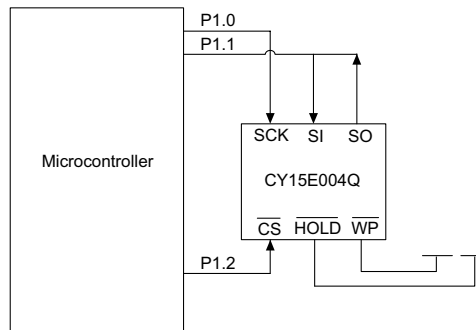 P1.0
P1.1
SCK SI SO
Microcontroller
CY15E004Q
CS HOLD WP
P1.2